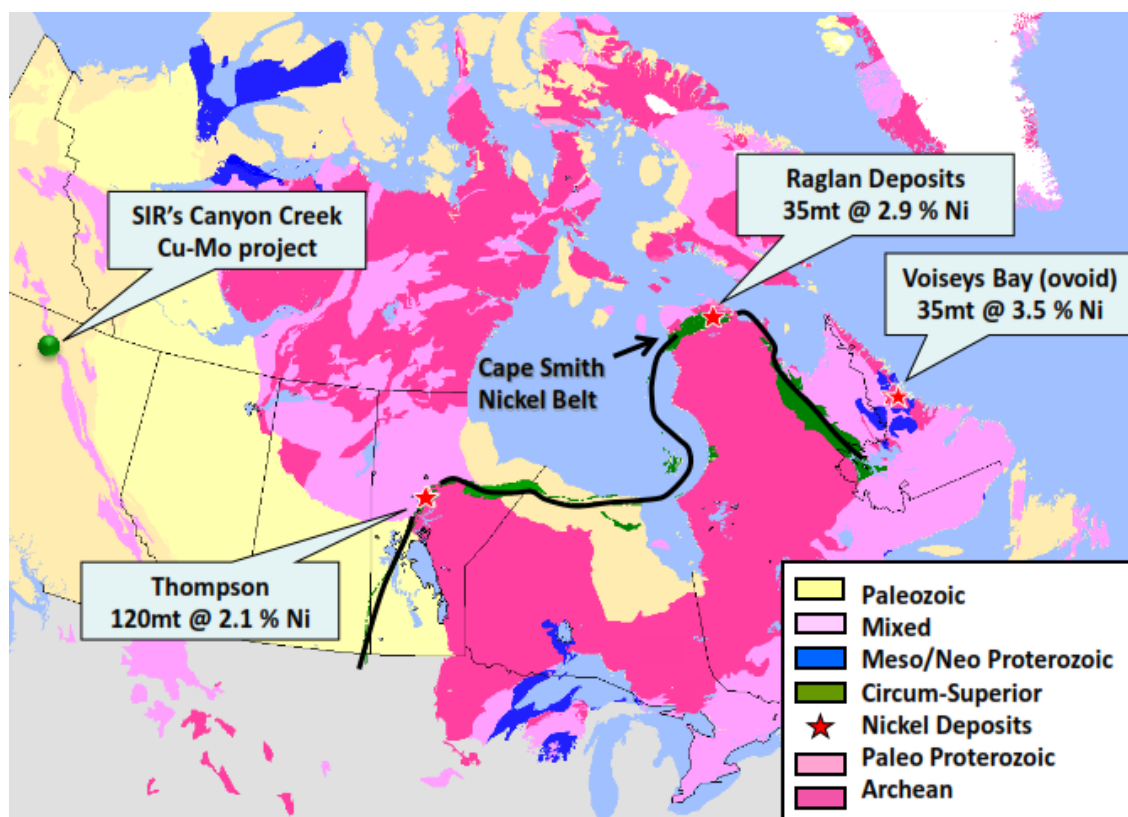 SIR's Canyon Creek
Cu-Mo project
Raglan Deposits
35mt @ 2.9 % Ni
Voiseys Bay (ovoid)
35mt @ 3.5 % Ni
Cape Smith
Nickel Belt
Thompson
120mt @ 2.1 % Ni
Paleozoic
Mixed
Meso/Neo Proterozoic
Circum-Superior
Nickel Deposits
Paleo Proterozoic
Archean